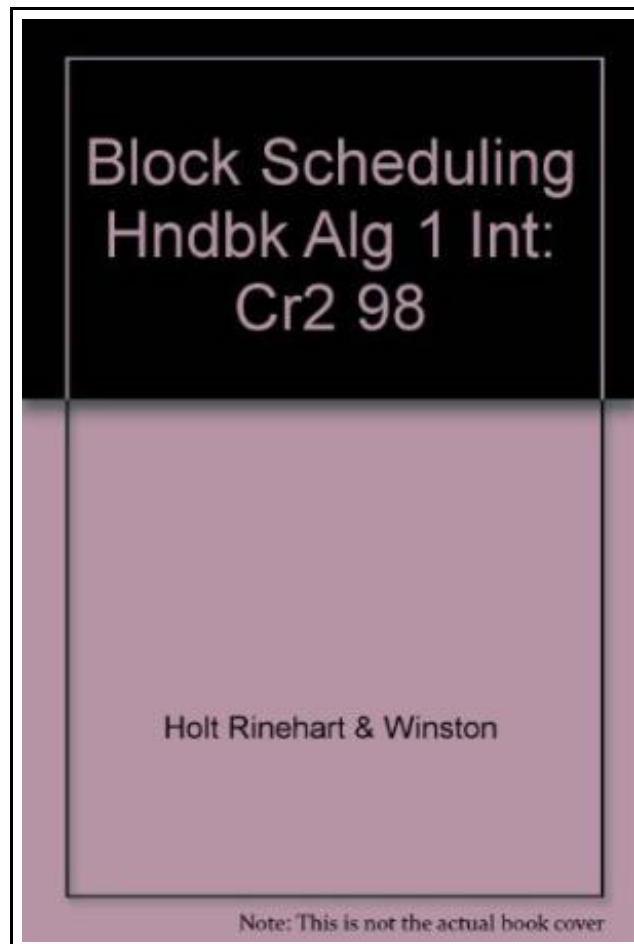 Block Scheduling
Hndbk Alg 1 Int:
Cr2 98
Holt Rinehart & Winston
Note: This is not the actual book cover